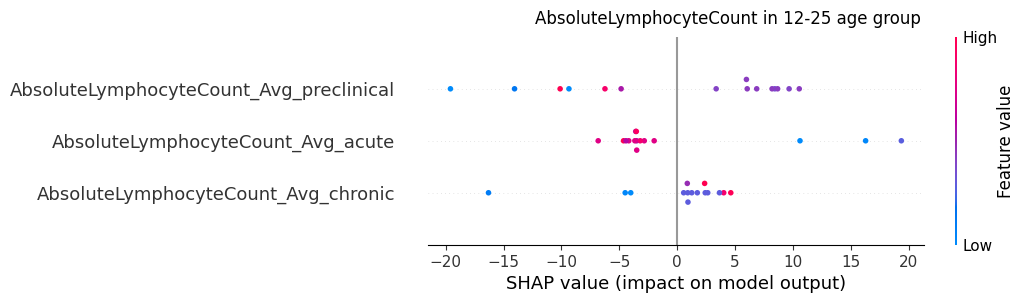 AbsoluteLymphocyteCount in 12-25 age group
High
AbsoluteLymphocyteCount_Avg_preclinical
AbsoluteLymphocyteCount_Avg_acute
AbsoluteLymphocyteCount_Avg_chronic
Feature value
Low
−20 −15 −10 −5 0 5 10 15 20
SHAP value (impact on model output)